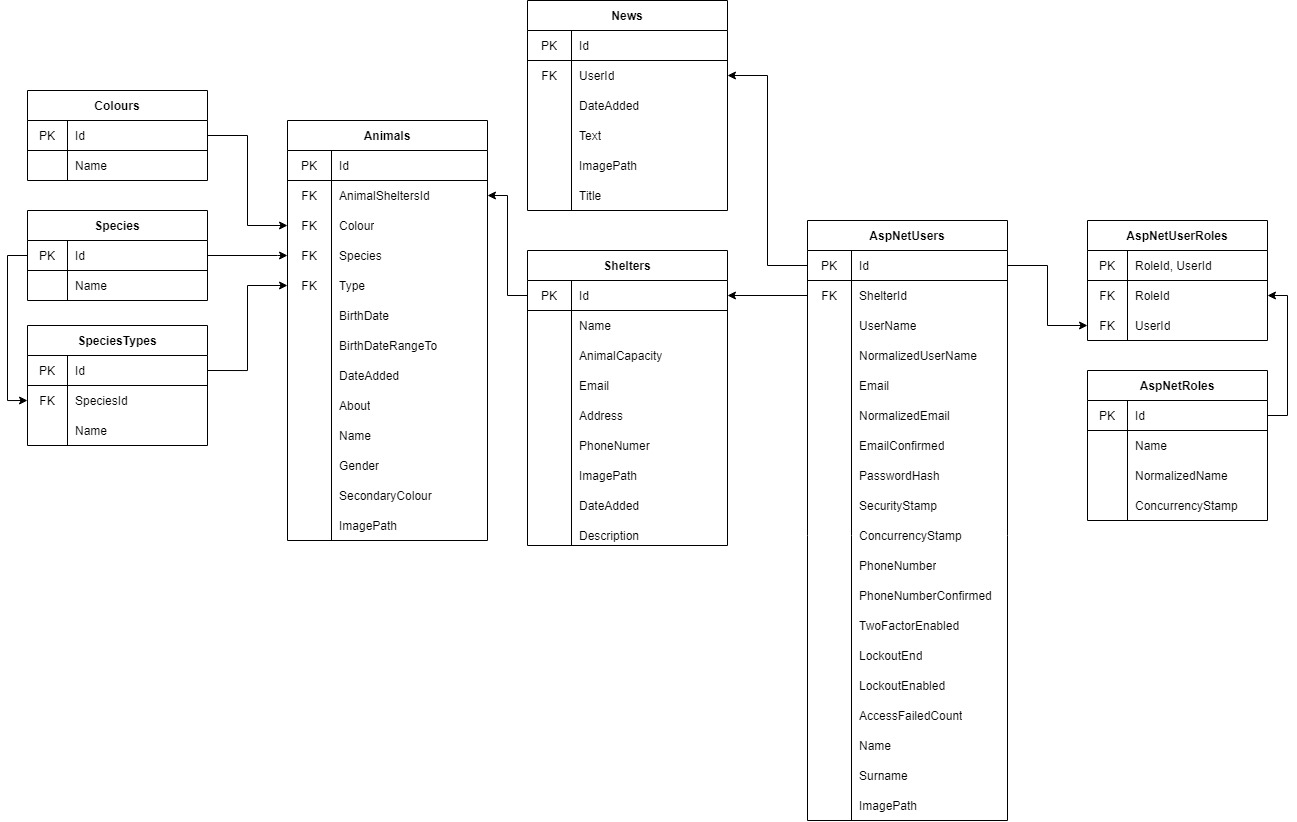 News
PK Id
FK UserId
DateAdded
Text
ImagePath
Title
Colours
PK Id
Name
Species
PK Id
Name
SpeciesTypes
PK Id
FK SpeciesId
Name
Animals
PK Id
FK AnimalSheltersId
FK Colour
FK Species
FK Type
BirthDate
BirthDateRangeTo
DateAdded
About
Name
Gender
SecondaryColour
ImagePath
Shelters
PK Id
Name
AnimalCapacity
Email
Address
PhoneNumer
ImagePath
DateAdded
Description
AspNetUsers
PK Id
FK ShelterId
UserName
NormalizedUserName
Email
NormalizedEmail
EmailConfirmed
PasswordHash
SecurityStamp
ConcurrencyStamp
PhoneNumber
PhoneNumberConfirmed
TwoFactorEnabled
LockoutEnd
LockoutEnabled
AccessFailedCount
Name
Surname
ImagePath
AspNetUserRoles
PK RoleId, UserId
FK RoleId
FK UserId
AspNetRoles
PK Id
Name
NormalizedName
ConcurrencyStamp